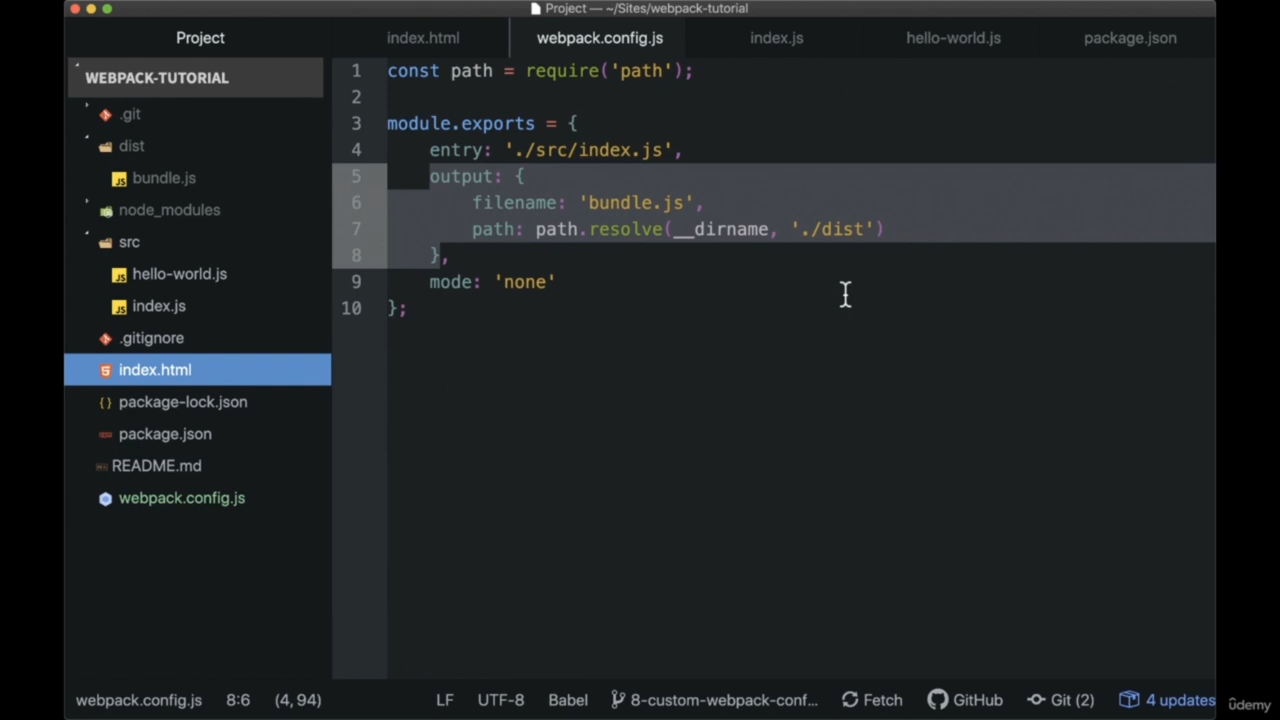 Project — ~/Sites/webpack-tutorial
Project
index.html
webpack.config.js
index.js
hello-world.js
package.json
WEBPACK-TUTORIAL
.git
dist
bundle.js
node_modules
src
hello-world.js
index.js
.gitignore
index.html
package-lock.json
package.json
README.md
webpack.config.js
1 const path = require('path');
2
3 module.exports = {
4     entry: './src/index.js',
5     output: {
6         filename: 'bundle.js',
7         path: path.resolve(__dirname, './dist')
8     },
9     mode: 'none'
10 };
webpack.config.js 8:6 (4, 94) LF UTF-8 Babel 8-custom-webpack-conf... Fetch GitHub Git (2) 4 updates
ûdemy